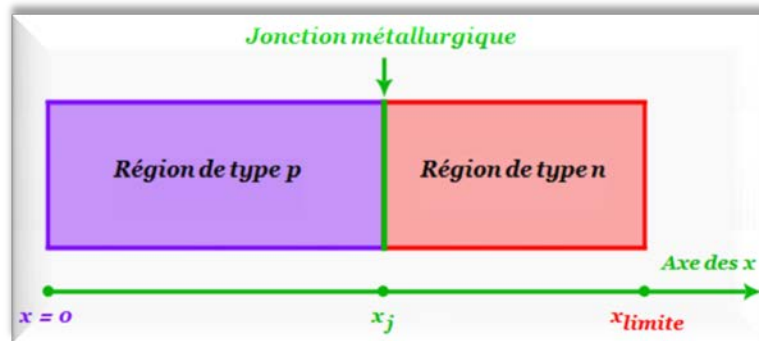 Jonction métallurgique
Région de type p
Région de type n
Axe des x
x = 0
xj
xlimite